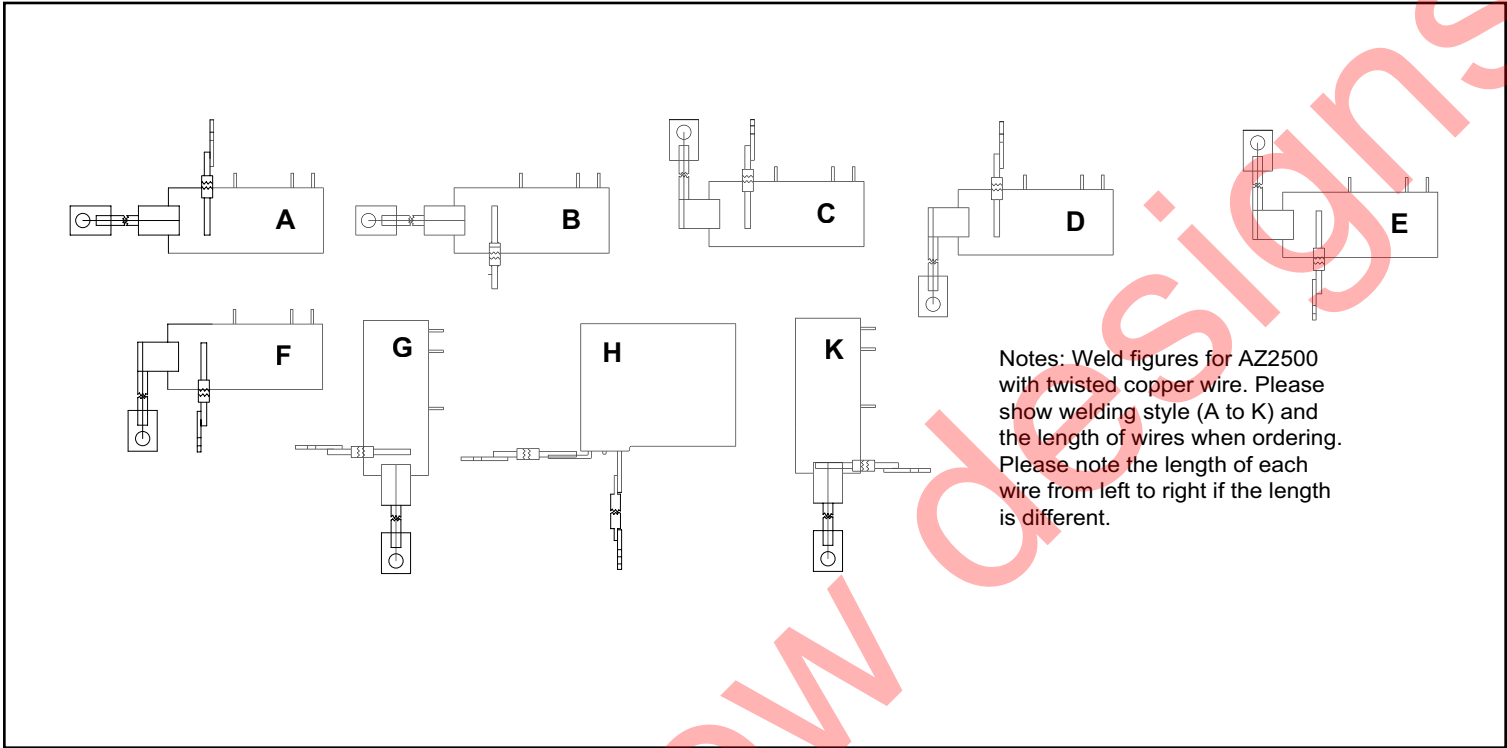 A
B
C
D
E
F
G
H
K
Notes: Weld figures for AZ2500
with twisted copper wire. Please
show welding style (A to K) and
the length of wires when ordering.
Please note the length of each
wire from left to right if the length
is different.
w designs